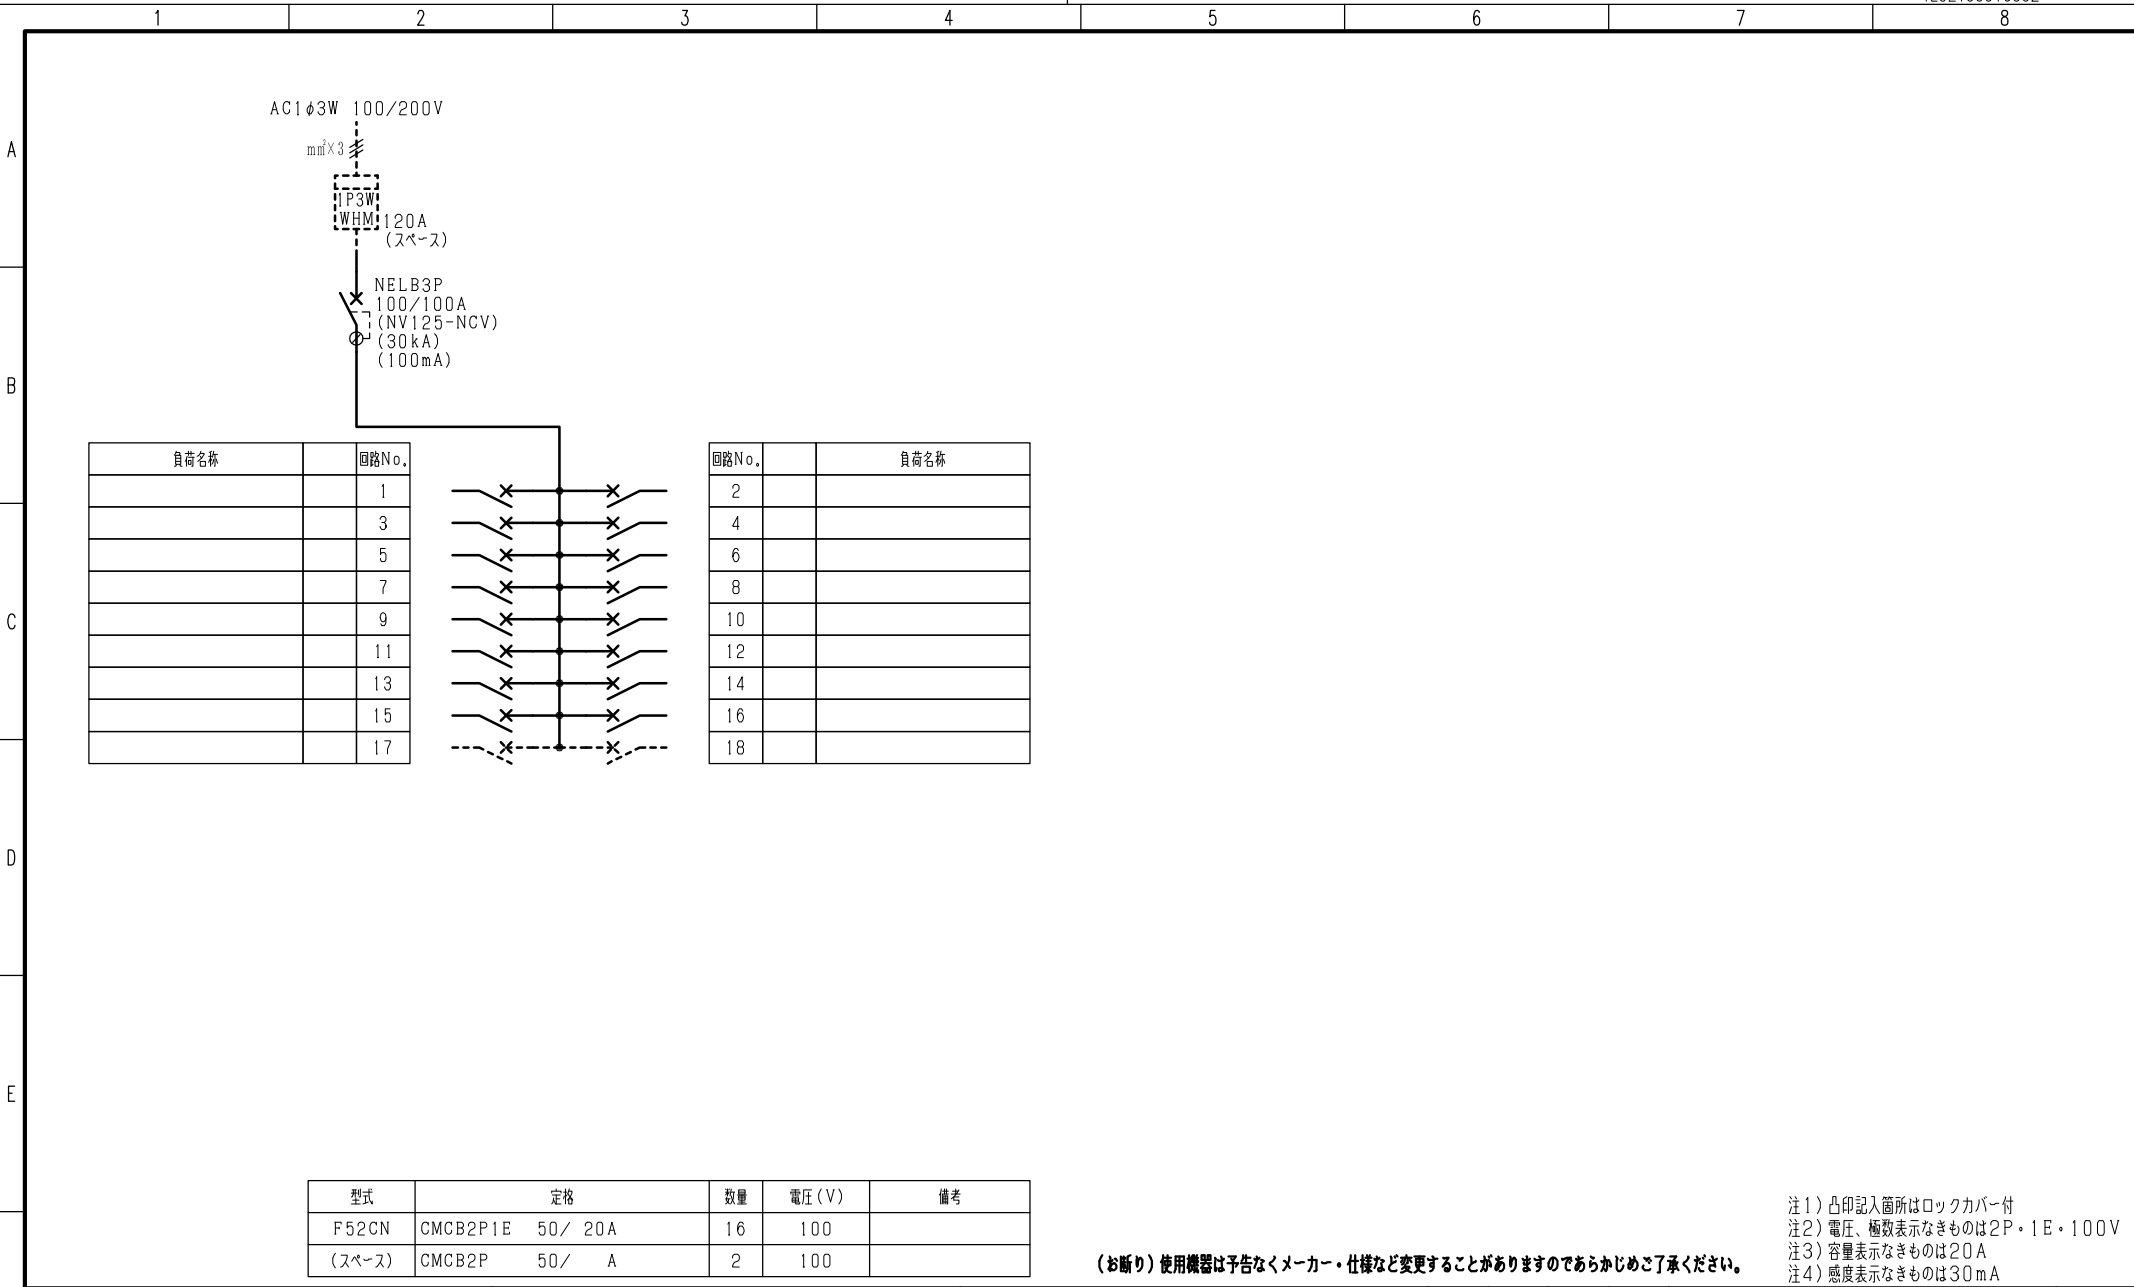 1 2 3 4 5 6 7 8
AC1φ3W 100/200V
A
mm²×3
1P3W
WHM
120A
(スペース)
NELB3P
100/100A
(NV125-NCV)
(30kA)
(100mA)
B
負荷名称 回路No. 回路No. 負荷名称
1 2
3 4
5 6
7 8
9 10
C
11 12
13 14
15 16
17 18
D
E
型式 定格 数量 電圧(V) 備考
F52CN CMCB2P1E 50/ 20A 16 100
(スペース) CMCB2P 50/ A 2 100
(お断り)使用機器は予告なくメーカー・仕様など変更することがありますのであらかじめご了承ください。
注1)凸印記入箇所はロックカバー付
注2)電圧、極数表示なきものは2P・1E・100V
注3)容量表示なきものは20A
注4)感度表示なきものは30mA